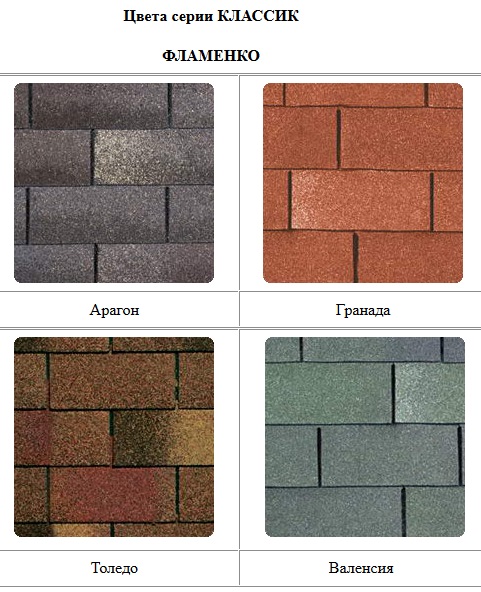 Цвета серии КЛАССИК
ФЛАМЕНКО
Арагон
Гранада
Толедо
Валенсия